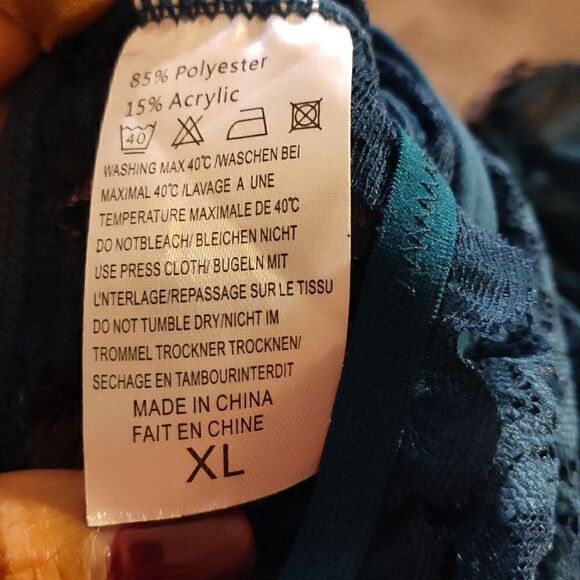 85% Polyester
15% Acrylic
40
WASHING MAX 40℃ /WASCHEN BEI
MAXIMAL 40℃ /LAVAGE A UNE
TEMPERATURE MAXIMALE DE 40℃
DO NOTBLEACH/ BLEICHEN NICHT
USE PRESS CLOTH/ BUGELN MIT
UNTERLAGE/REPASSAGE SUR LE TISSU
DO NOT TUMBLE DRY/NICHT IM
TROMMEL TROCKNER TROCKNEN/
SECHAGE EN TAMBOURINTERDIT
MADE IN CHINA
FAIT EN CHINE
XL